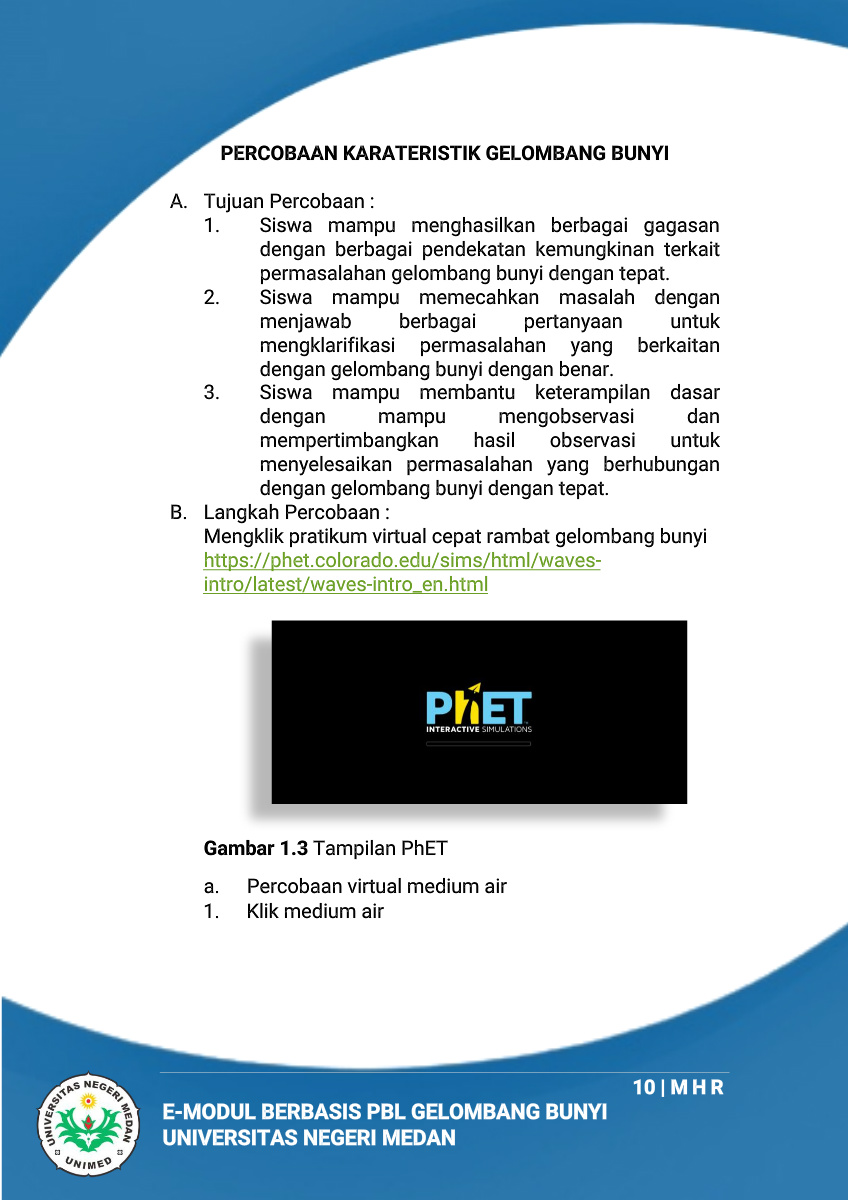 PERCOBAAN KARATERISTIK GELOMBANG BUNYI
A. Tujuan Percobaan :
1. Siswa mampu menghasilkan berbagai gagasan
dengan berbagai pendekatan kemungkinan terkait
permasalahan gelombang bunyi dengan tepat.
2. Siswa mampu memecahkan masalah dengan
menjawab berbagai pertanyaan untuk
mengklarifikasi permasalahan yang berkaitan
dengan gelombang bunyi dengan benar.
3. Siswa mampu membantu keterampilan dasar
dengan mampu mengobservasi dan
mempertimbangkan hasil observasi untuk
menyelesaikan permasalahan yang berhubungan
dengan gelombang bunyi dengan tepat.
B. Langkah Percobaan :
Mengklik pratikum virtual cepat rambat gelombang bunyi
https://phet.colorado.edu/sims/html/waves-
intro/latest/waves-intro_en.html
PhET
INTERACTIVE SIMULATIONS
Gambar 1.3 Tampilan PhET
a. Percobaan virtual medium air
1. Klik medium air
10 | M H R
E-MODUL BERBASIS PBL GELOMBANG BUNYI
UNIVERSITAS NEGERI MEDAN
UNIVERSITAS NEGERI MEDAN
UNIMED